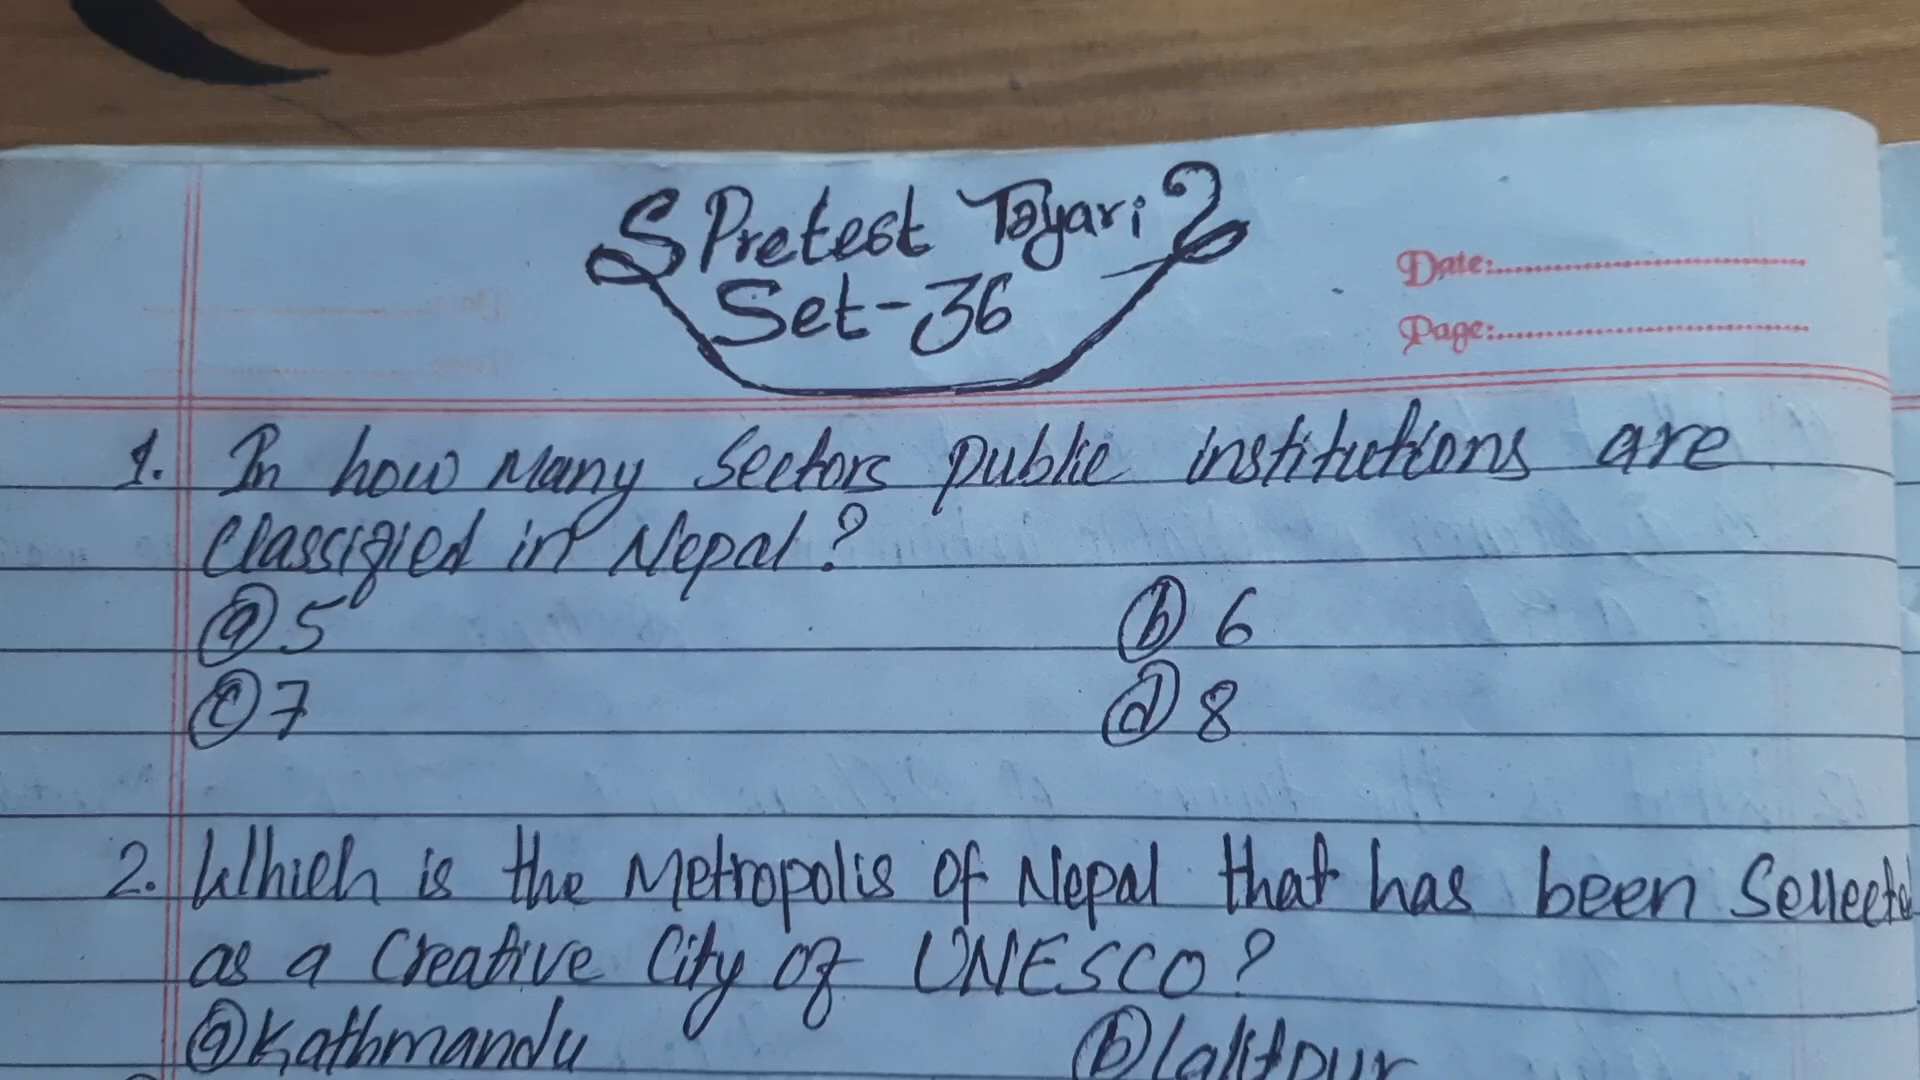 Pretest Tayari
Set-36
Date:
Page:
1. In how Many Sectors public institutions are
classified in Nepal?
(a) 5
(b) 6
(c) 7
(d) 8
2. Which is the Metropolis of Nepal that has been Sellected
as a Creative City of UNESCO?
(a) Kathmandu
(b) Lalitpur